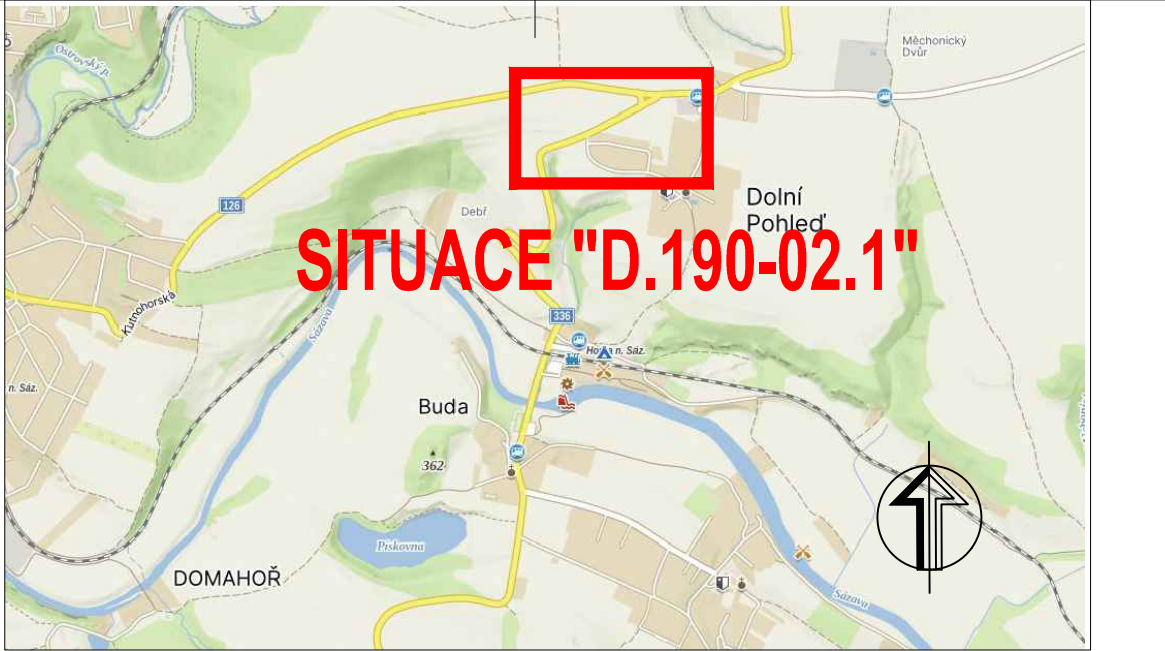 Měchonický
Dvůr
Ostrovský p.
126
Debř
Dolní
Pohleď
SITUACE "D.190-02.1"
Kutnohorská
Sázava
336
n. Sáz.
Buda
362
Pískovna
DOMAHOŘ
Sázava